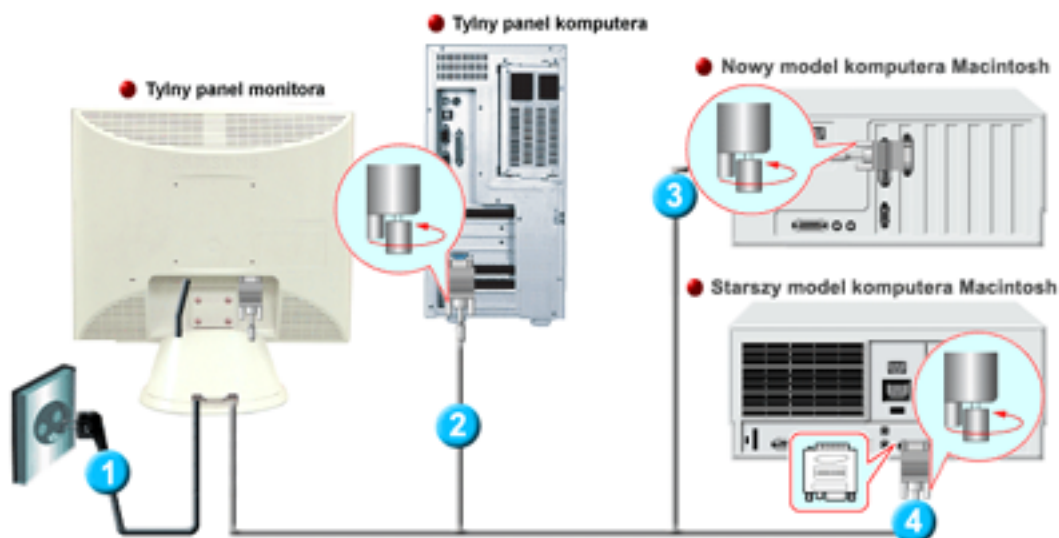 Tylny panel komputera
Nowy model komputera Macintosh
Tylny panel monitora
3
Starszy model komputera Macintosh
2
1
4